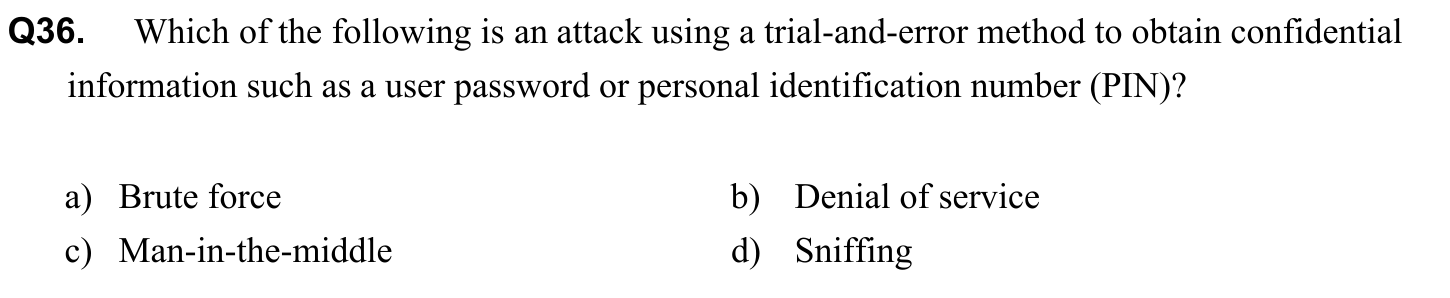 Q36. Which of the following is an attack using a trial-and-error method to obtain confidential
information such as a user password or personal identification number (PIN)?
a) Brute force b) Denial of service
c) Man-in-the-middle d) Sniffing